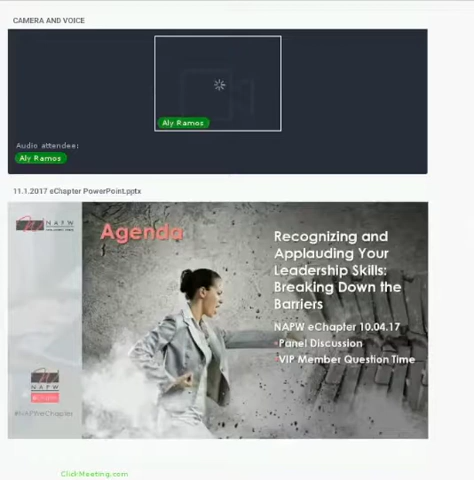 CAMERA AND VOICE
Aly Ramos
Audio attendee:
Aly Ramos
11.1.2017 eChapter PowerPoint.pptx
NAPW
Agenda
Recognizing and
Applauding Your
Leadership Skills:
Breaking Down the
Barriers
NAPW eChapter 10.04.17
Panel Discussion
VIP Member Question Time
NAPW
#NAPWeChapter
ClickMeeting.com